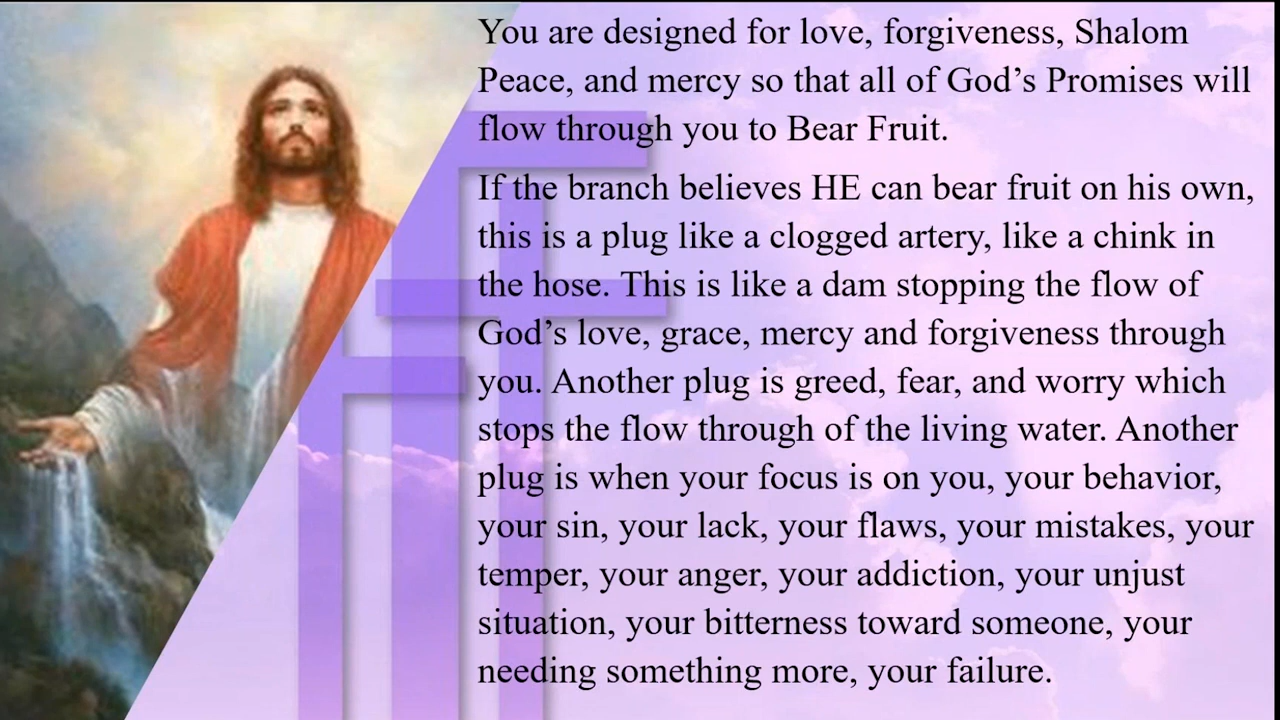 You are designed for love, forgiveness, Shalom
Peace, and mercy so that all of God’s Promises will
flow through you to Bear Fruit.
If the branch believes HE can bear fruit on his own,
this is a plug like a clogged artery, like a chink in
the hose. This is like a dam stopping the flow of
God’s love, grace, mercy and forgiveness through
you. Another plug is greed, fear, and worry which
stops the flow through of the living water. Another
plug is when your focus is on you, your behavior,
your sin, your lack, your flaws, your mistakes, your
temper, your anger, your addiction, your unjust
situation, your bitterness toward someone, your
needing something more, your failure.